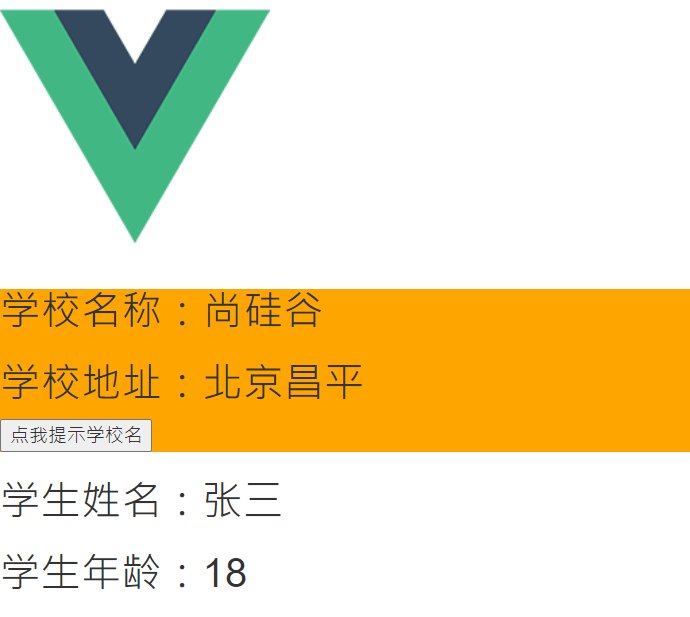 学校名称：尚硅谷
学校地址：北京昌平
点我提示学校名
学生姓名：张三
学生年龄：18